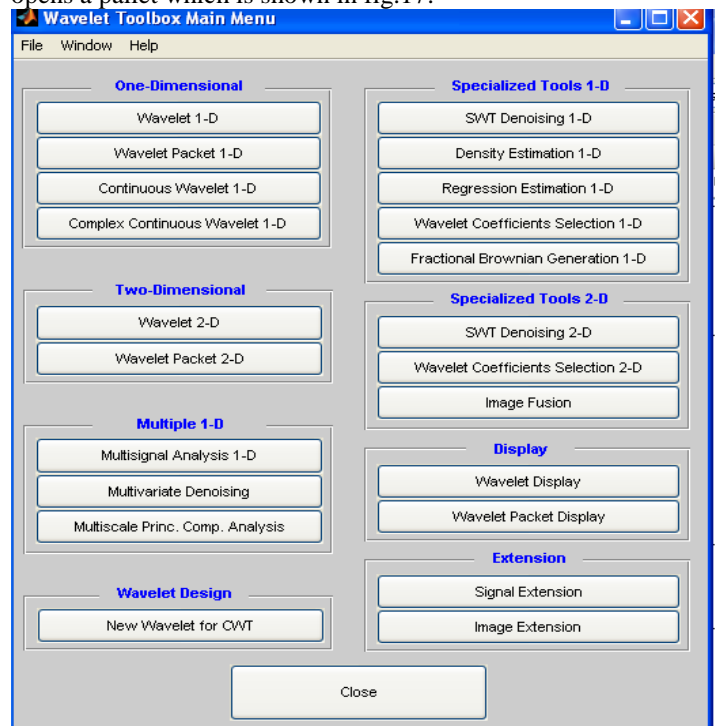 opens a panel which is shown in fig.17.
Wavelet Toolbox Main Menu
File Window Help
One-Dimensional
Wavelet 1-D
Wavelet Packet 1-D
Continuous Wavelet 1-D
Complex Continuous Wavelet 1-D
Two-Dimensional
Wavelet 2-D
Wavelet Packet 2-D
Multiple 1-D
Multisignal Analysis 1-D
Multivariate Denoising
Multiscale Princ. Comp. Analysis
Wavelet Design
New Wavelet for CWT
Specialized Tools 1-D
SWT Denoising 1-D
Density Estimation 1-D
Regression Estimation 1-D
Wavelet Coefficients Selection 1-D
Fractional Brownian Generation 1-D
Specialized Tools 2-D
SWT Denoising 2-D
Wavelet Coefficients Selection 2-D
Image Fusion
Display
Wavelet Display
Wavelet Packet Display
Extension
Signal Extension
Image Extension
Close